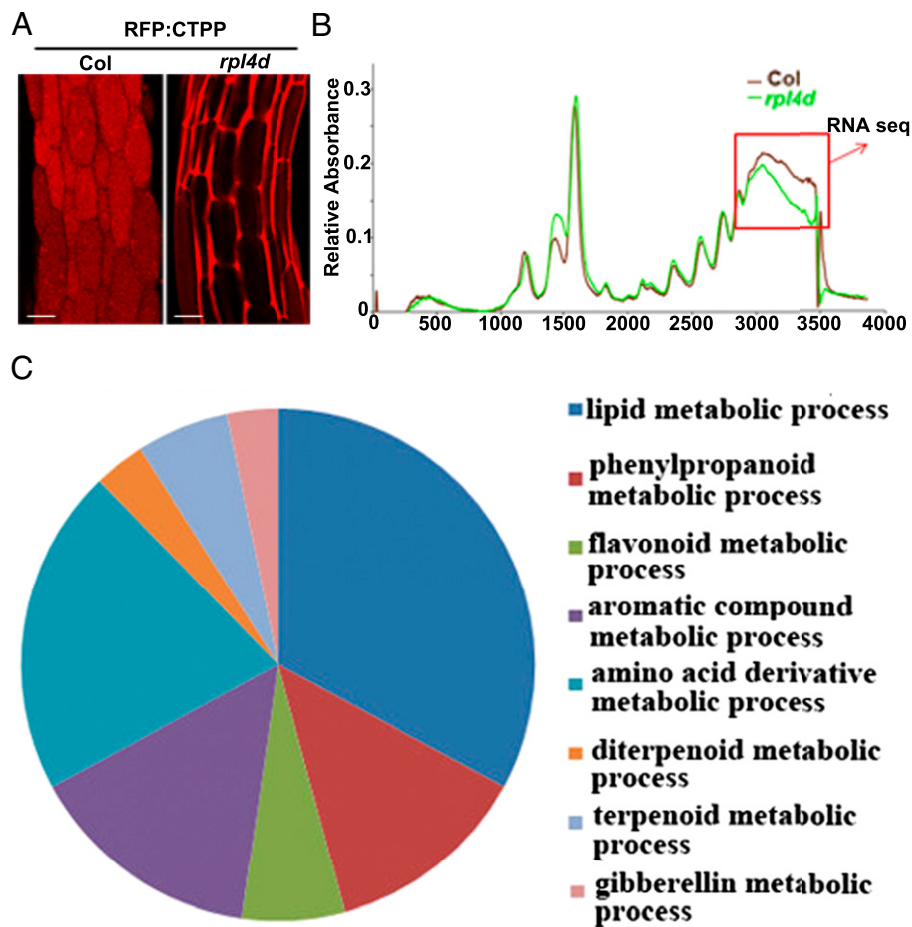 A
RFP:CTPP
Col
rpl4d
B
Relative Absorbance
0.3
0.2
0.1
0
0 500 1000 1500 2000 2500 3000 3500 4000
Col
rpl4d
RNA seq
C
lipid metabolic process
phenylpropanoid
metabolic process
flavonoid metabolic
process
aromatic compound
metabolic process
amino acid derivative
metabolic process
diterpenoid metabolic
process
terpenoid metabolic
process
gibberellin metabolic
process